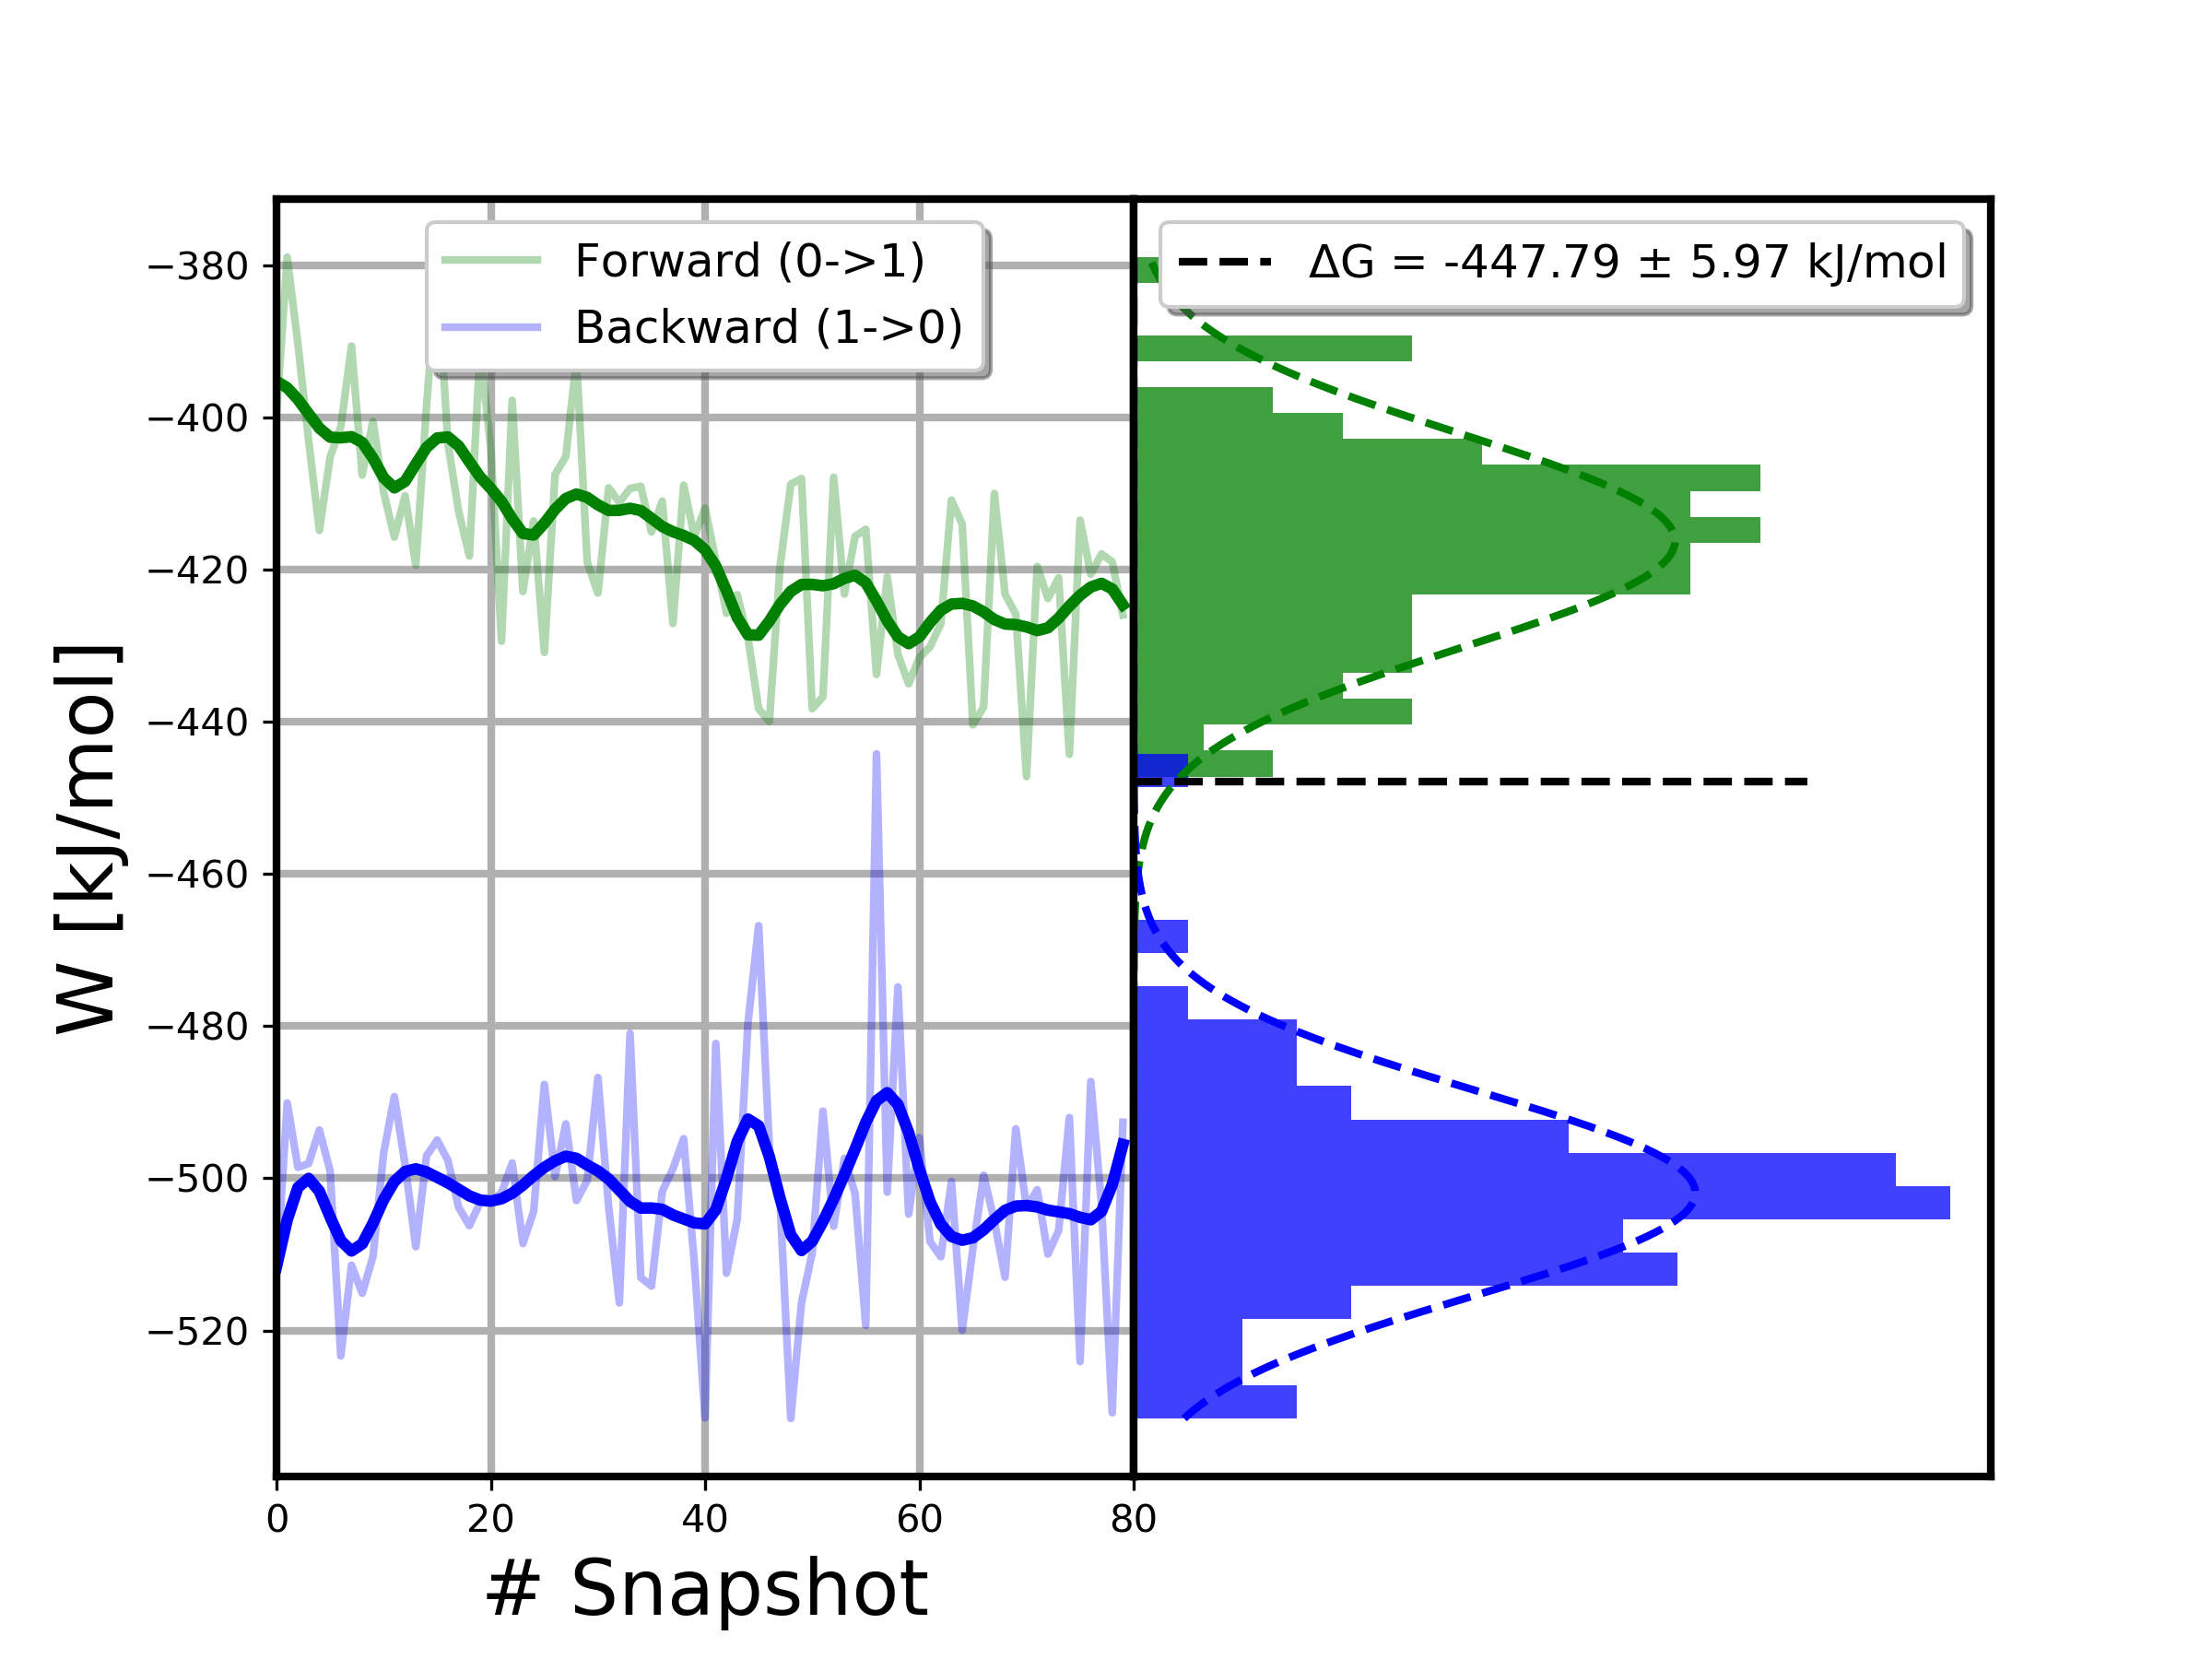 Forward (0->1)
Backward (1->0)
ΔG = -447.79 ± 5.97 kJ/mol
W [kJ/mol]
−380
−400
−420
−440
−460
−480
−500
−520
0 20 40 60 80
# Snapshot